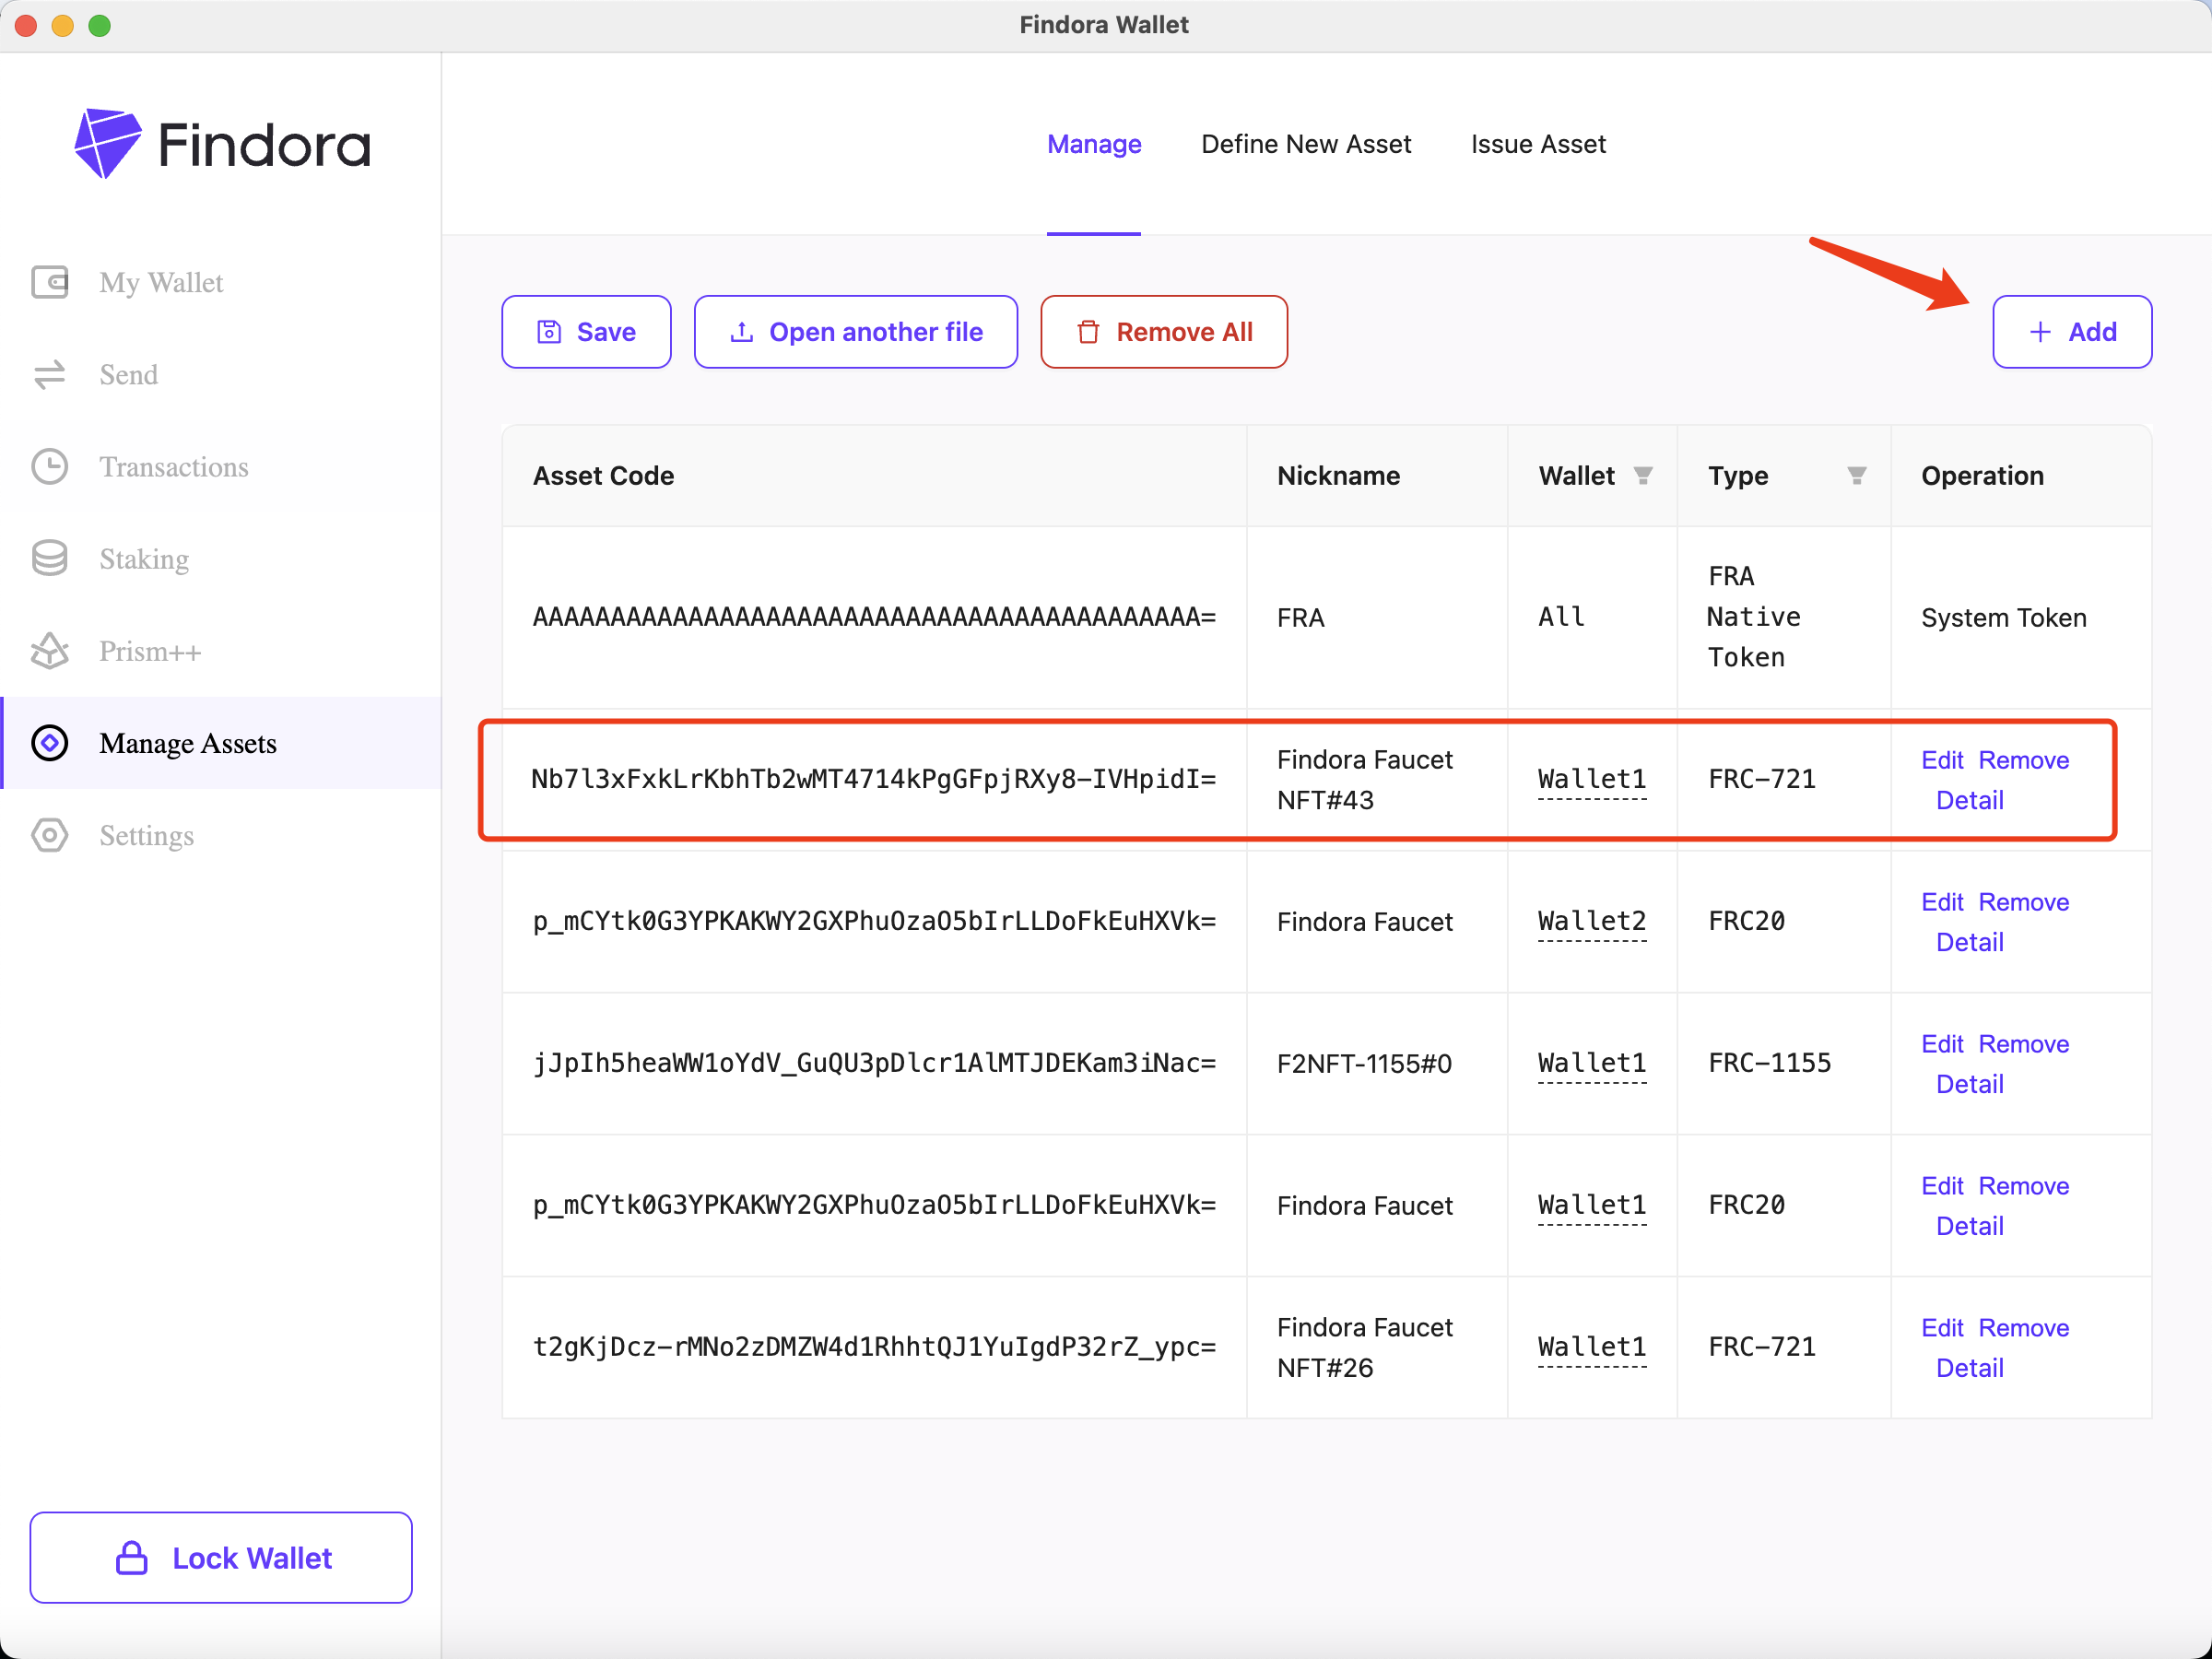 Findora Wallet
Findora
Manage
Define New Asset
Issue Asset
My Wallet
Send
Transactions
Staking
Prism++
Manage Assets
Settings
Lock Wallet
Save
Open another file
Remove All
+ Add
Asset Code Nickname Wallet Type Operation
AAAAAAAAAAAAAAAAAAAAAAAAAAAAAAAAAAAAAAAAAAA= FRA All FRA Native Token System Token
Nb7l3xFxkLrKbhTb2wMT4714kPgGFpjRXy8-IVHpidI= Findora Faucet NFT#43 Wallet1 FRC-721 Edit Remove Detail
p_mCYtk0G3YPKAKWY2GXPhuOzaO5bIrLLDoFkEuHXVk= Findora Faucet Wallet2 FRC20 Edit Remove Detail
jJpIh5heaWW1oYdV_GuQU3pDlcr1AlMTJDEKam3iNac= F2NFT-1155#0 Wallet1 FRC-1155 Edit Remove Detail
p_mCYtk0G3YPKAKWY2GXPhuOzaO5bIrLLDoFkEuHXVk= Findora Faucet Wallet1 FRC20 Edit Remove Detail
t2gKjDcz-rMNo2zDMZW4d1RhhtQJ1YuIgdP32rZ_ypc= Findora Faucet NFT#26 Wallet1 FRC-721 Edit Remove Detail